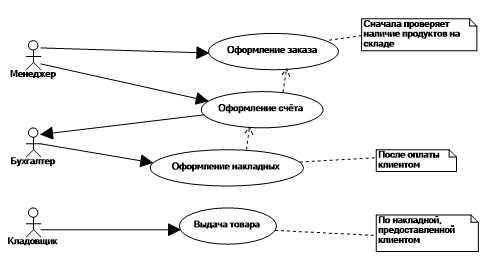 Сначала проверяет
наличие продуктов на
складе
Оформление заказа
Менеджер
Оформление счёта
Бухгалтер
Оформление накладных
После оплаты
клиентом
Кладовщик
Выдача товара
По накладной,
предоставленной
клиентом